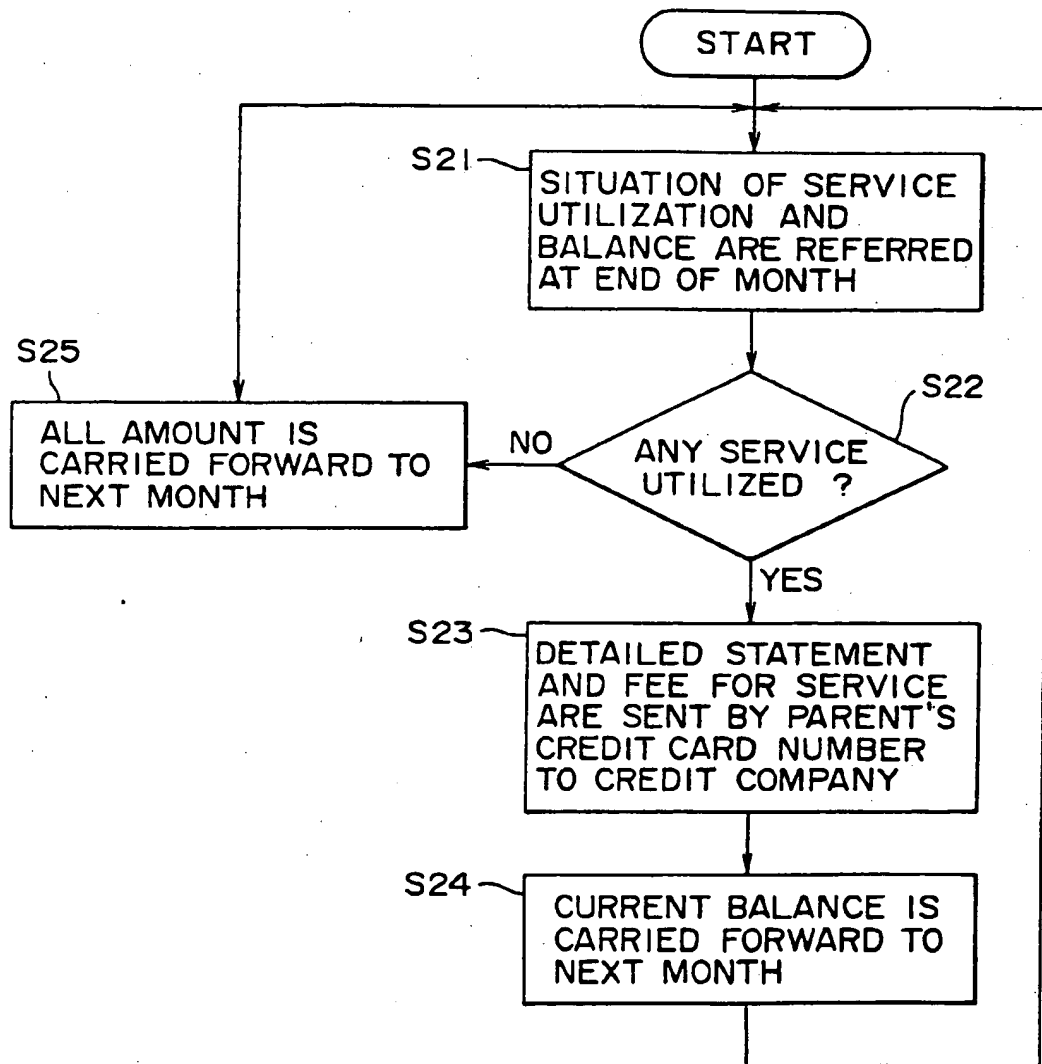 START
S21
SITUATION OF SERVICE
UTILIZATION AND
BALANCE ARE REFERRED
AT END OF MONTH
S25
ALL AMOUNT IS
CARRIED FORWARD TO
NEXT MONTH
NO
S22
ANY SERVICE
UTILIZED ?
YES
S23
DETAILED STATEMENT
AND FEE FOR SERVICE
ARE SENT BY PARENT'S
CREDIT CARD NUMBER
TO CREDIT COMPANY
S24
CURRENT BALANCE IS
CARRIED FORWARD TO
NEXT MONTH